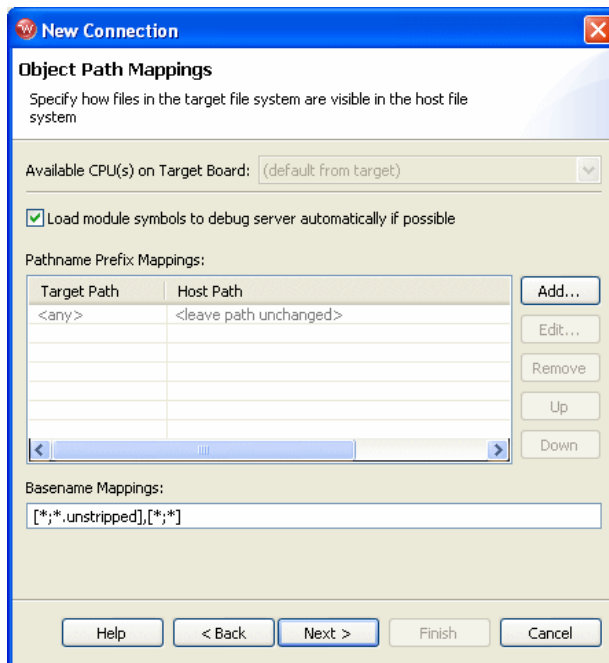 New Connection
Object Path Mappings
Specify how files in the target file system are visible in the host file
system
Available CPU(s) on Target Board: (default from target)
Load module symbols to debug server automatically if possible
Pathname Prefix Mappings:
Target Path Host Path Add...
<any> <leave path unchanged>
Edit...
Remove
Up
Down
Basename Mappings:
[*;*.unstripped],[*;*]
Help < Back Next > Finish Cancel